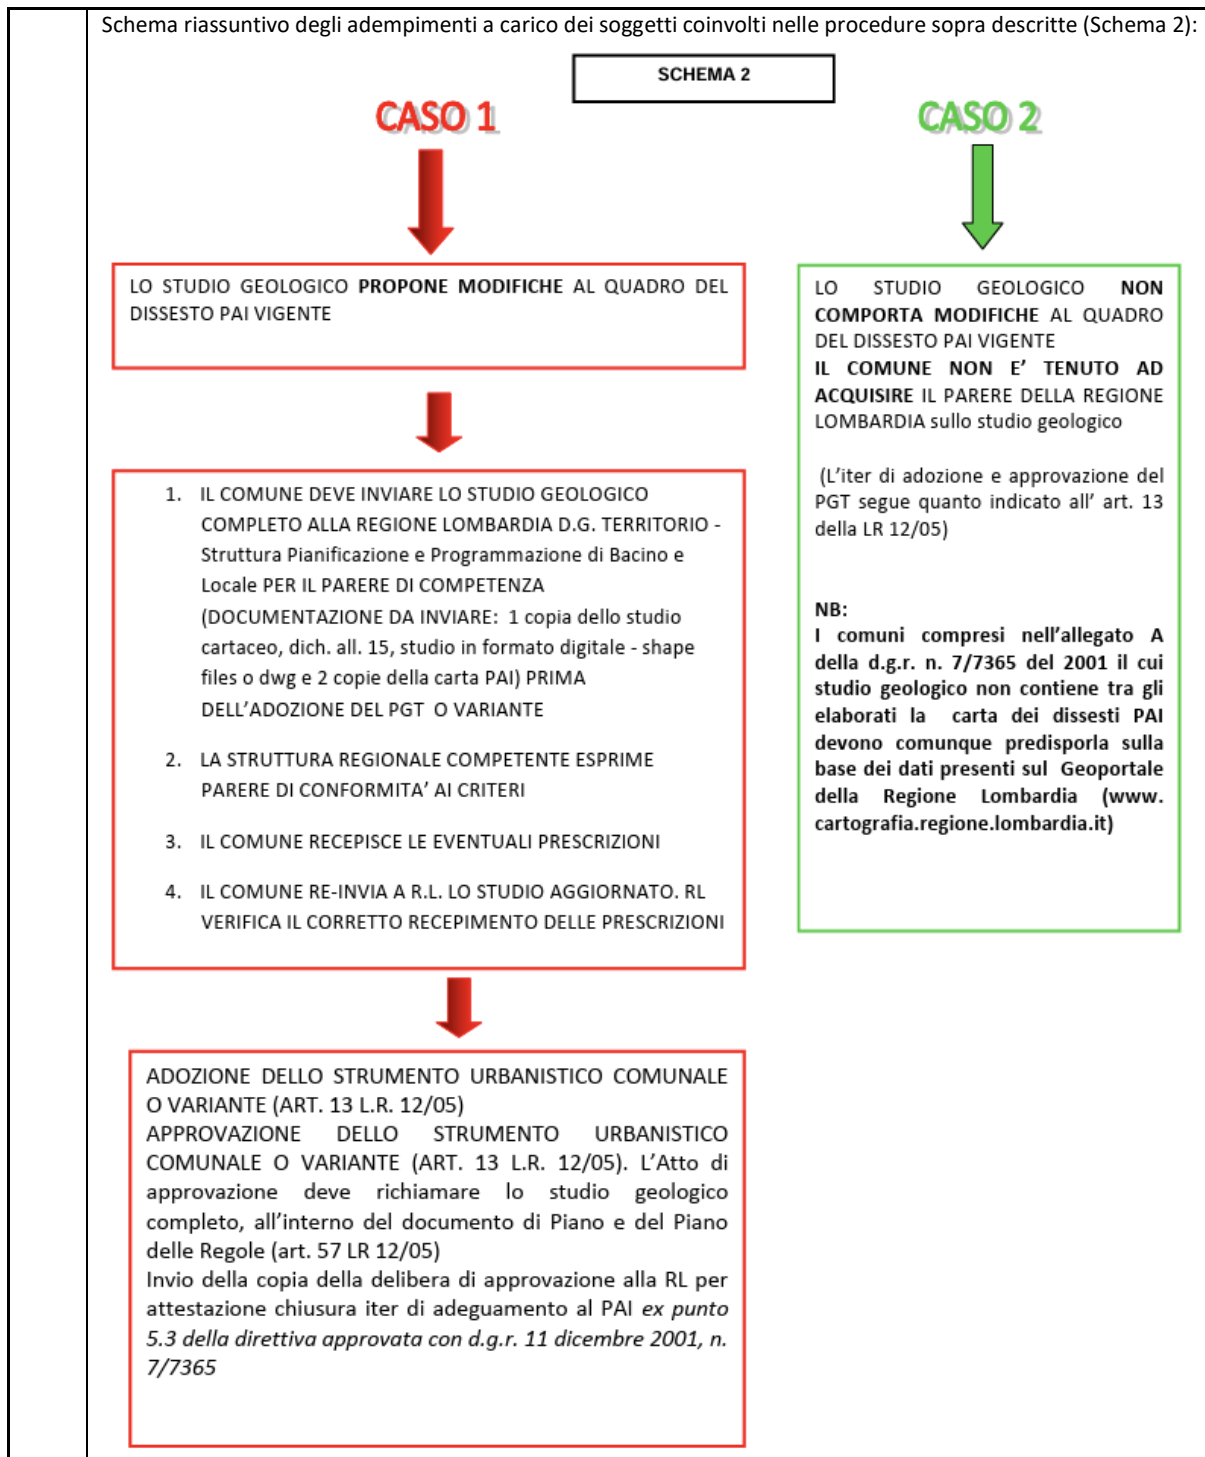 Schema riassuntivo degli adempimenti a carico dei soggetti coinvolti nelle procedure sopra descritte (Schema 2):
SCHEMA 2
CASO 1
LO STUDIO GEOLOGICO PROPONE MODIFICHE AL QUADRO DEL
DISSESTO PAI VIGENTE
1. IL COMUNE DEVE INVIARE LO STUDIO GEOLOGICO
COMPLETO ALLA REGIONE LOMBARDIA D.G. TERRITORIO -
Struttura Pianificazione e Programmazione di Bacino e
Locale PER IL PARERE DI COMPETENZA
(DOCUMENTAZIONE DA INVIARE: 1 copia dello studio
cartaceo, dich. all. 15, studio in formato digitale - shape
files o dwg e 2 copie della carta PAI) PRIMA
DELL'ADOZIONE DEL PGT O VARIANTE
2. LA STRUTTURA REGIONALE COMPETENTE ESPRIME
PARERE DI CONFORMITA' AI CRITERI
3. IL COMUNE RECEPISCE LE EVENTUALI PRESCRIZIONI
4. IL COMUNE RE-INVIA A R.L. LO STUDIO AGGIORNATO. RL
VERIFICA IL CORRETTO RECEPIMENTO DELLE PRESCRIZIONI
ADOZIONE DELLO STRUMENTO URBANISTICO COMUNALE
O VARIANTE (ART. 13 L.R. 12/05)
APPROVAZIONE DELLO STRUMENTO URBANISTICO
COMUNALE O VARIANTE (ART. 13 L.R. 12/05). L'Atto di
approvazione deve richiamare lo studio geologico
completo, all'interno del documento di Piano e del Piano
delle Regole (art. 57 LR 12/05)
Invio della copia della delibera di approvazione alla RL per
attestazione chiusura iter di adeguamento al PAI ex punto
5.3 della direttiva approvata con d.g.r. 11 dicembre 2001, n.
7/7365
CASO 2
LO STUDIO GEOLOGICO NON
COMPORTA MODIFICHE AL QUADRO
DEL DISSESTO PAI VIGENTE
IL COMUNE NON E' TENUTO AD
ACQUISIRE IL PARERE DELLA REGIONE
LOMBARDIA sullo studio geologico
(L'iter di adozione e approvazione del
PGT segue quanto indicato all' art. 13
della LR 12/05)
NB:
I comuni compresi nell'allegato A
della d.g.r. n. 7/7365 del 2001 il cui
studio geologico non contiene tra gli
elaborati la carta dei dissesti PAI
devono comunque predisporla sulla
base dei dati presenti sul Geoportale
della Regione Lombardia (www.
cartografia.regione.lombardia.it)